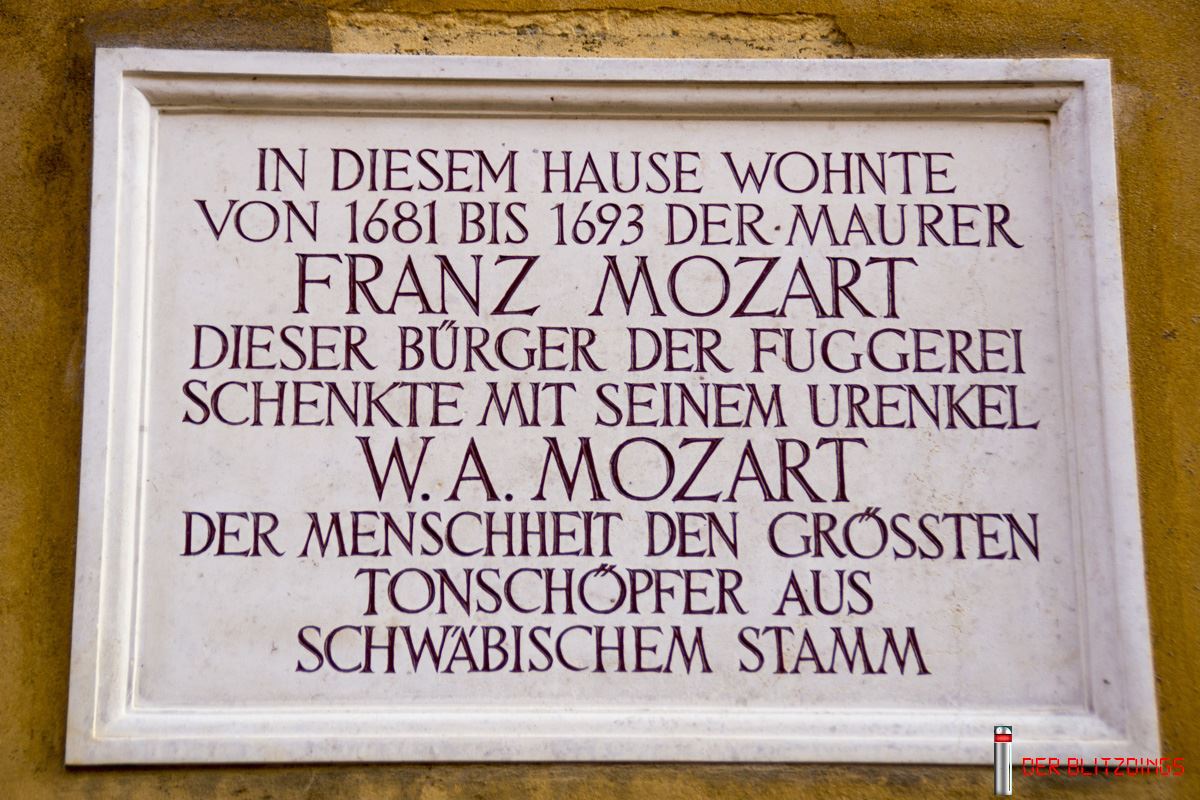 IN DIESEM HAUSE WOHNTE
VON 1681 BIS 1693 DER MAURER
FRANZ MOZART
DIESER BÜRGER DER FUGGEREI
SCHENKTE MIT SEINEM URENKEL
W. A. MOZART
DER MENSCHHEIT DEN GRÖSSTEN
TONSCHÖPFER AUS
SCHWÄBISCHEM STAMM
DER BLITZDINGS